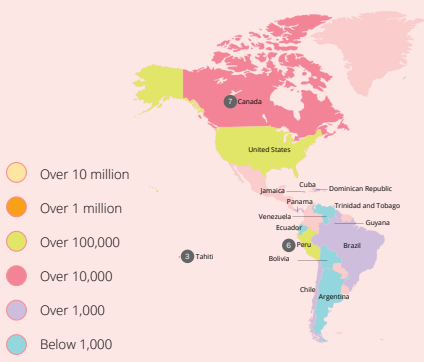 7 Canada
United States
Cuba
Jamaica
Dominican Republic
Panama
Trinidad and Tobago
Venezuela
Guyana
Ecuador
6 Peru
Brazil
3 Tahiti
Bolivia
Chile
Argentina
Over 10 million
Over 1 million
Over 100,000
Over 10,000
Over 1,000
Below 1,000